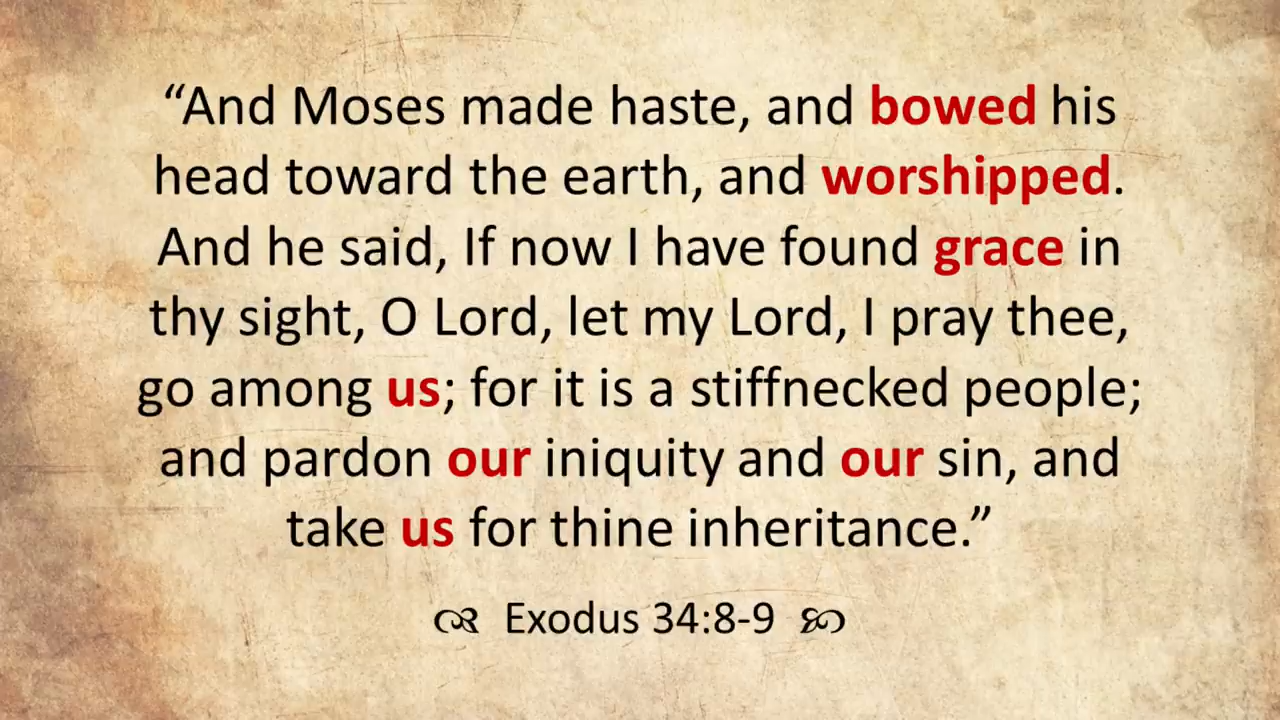 “And Moses made haste, and bowed his
head toward the earth, and worshipped.
And he said, If now I have found grace in
thy sight, O Lord, let my Lord, I pray thee,
go among us; for it is a stiffnecked people;
and pardon our iniquity and our sin, and
take us for thine inheritance.”
Exodus 34:8-9